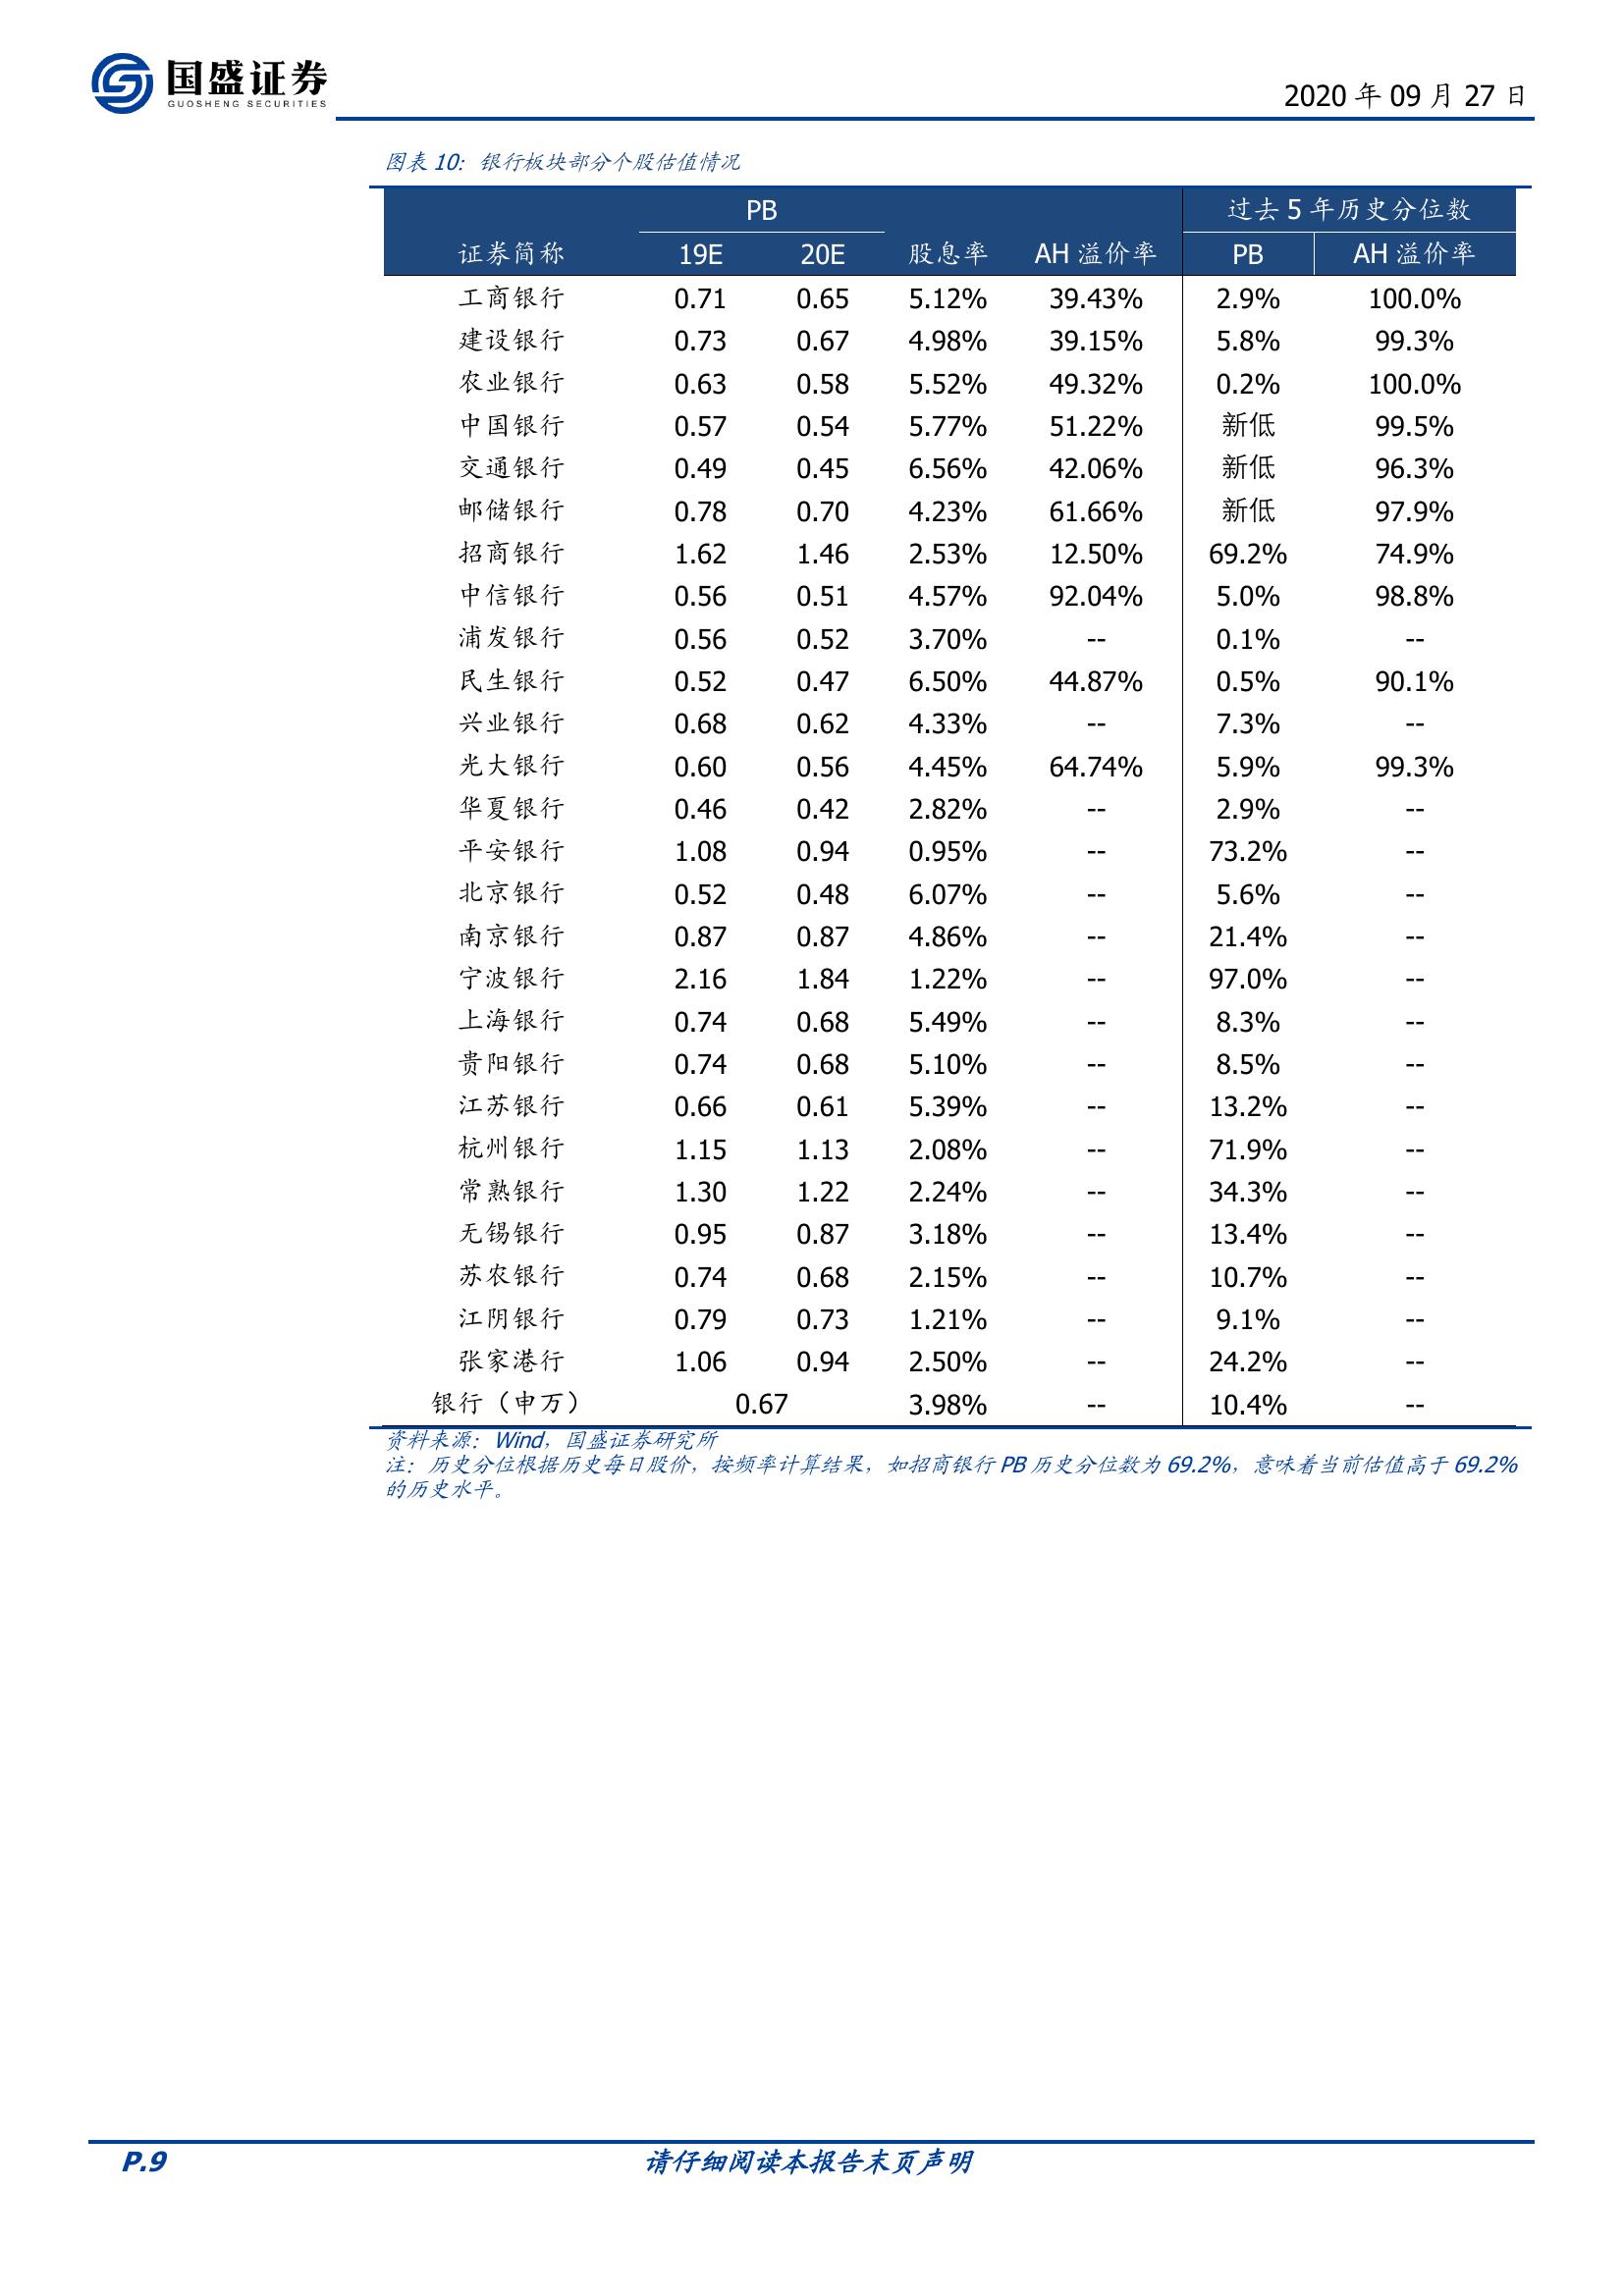 国盛证券
GUOSHENG SECURITIES
2020 年 09 月 27 日
图表 10：银行板块部分个股估值情况
PB 过去 5 年历史分位数
证券简称 19E 20E 股息率 AH 溢价率 PB AH 溢价率
工商银行 0.71 0.65 5.12% 39.43% 2.9% 100.0%
建设银行 0.73 0.67 4.98% 39.15% 5.8% 99.3%
农业银行 0.63 0.58 5.52% 49.32% 0.2% 100.0%
中国银行 0.57 0.54 5.77% 51.22% 新低 99.5%
交通银行 0.49 0.45 6.56% 42.06% 新低 96.3%
邮储银行 0.78 0.70 4.23% 61.66% 新低 97.9%
招商银行 1.62 1.46 2.53% 12.50% 69.2% 74.9%
中信银行 0.56 0.51 4.57% 92.04% 5.0% 98.8%
浦发银行 0.56 0.52 3.70% -- 0.1% --
民生银行 0.52 0.47 6.50% 44.87% 0.5% 90.1%
兴业银行 0.68 0.62 4.33% -- 7.3% --
光大银行 0.60 0.56 4.45% 64.74% 5.9% 99.3%
华夏银行 0.46 0.42 2.82% -- 2.9% --
平安银行 1.08 0.94 0.95% -- 73.2% --
北京银行 0.52 0.48 6.07% -- 5.6% --
南京银行 0.87 0.87 4.86% -- 21.4% --
宁波银行 2.16 1.84 1.22% -- 97.0% --
上海银行 0.74 0.68 5.49% -- 8.3% --
贵阳银行 0.74 0.68 5.10% -- 8.5% --
江苏银行 0.66 0.61 5.39% -- 13.2% --
杭州银行 1.15 1.13 2.08% -- 71.9% --
常熟银行 1.30 1.22 2.24% -- 34.3% --
无锡银行 0.95 0.87 3.18% -- 13.4% --
苏农银行 0.74 0.68 2.15% -- 10.7% --
江阴银行 0.79 0.73 1.21% -- 9.1% --
张家港行 1.06 0.94 2.50% -- 24.2% --
银行（申万） 0.67 3.98% -- 10.4% --
资料来源：Wind，国盛证券研究所
注：历史分位根据历史每日股价，按频率计算结果，如招商银行 PB 历史分位数为 69.2%，意味着当前估值高于 69.2%
的历史水平。
P.9 请仔细阅读本报告末页声明